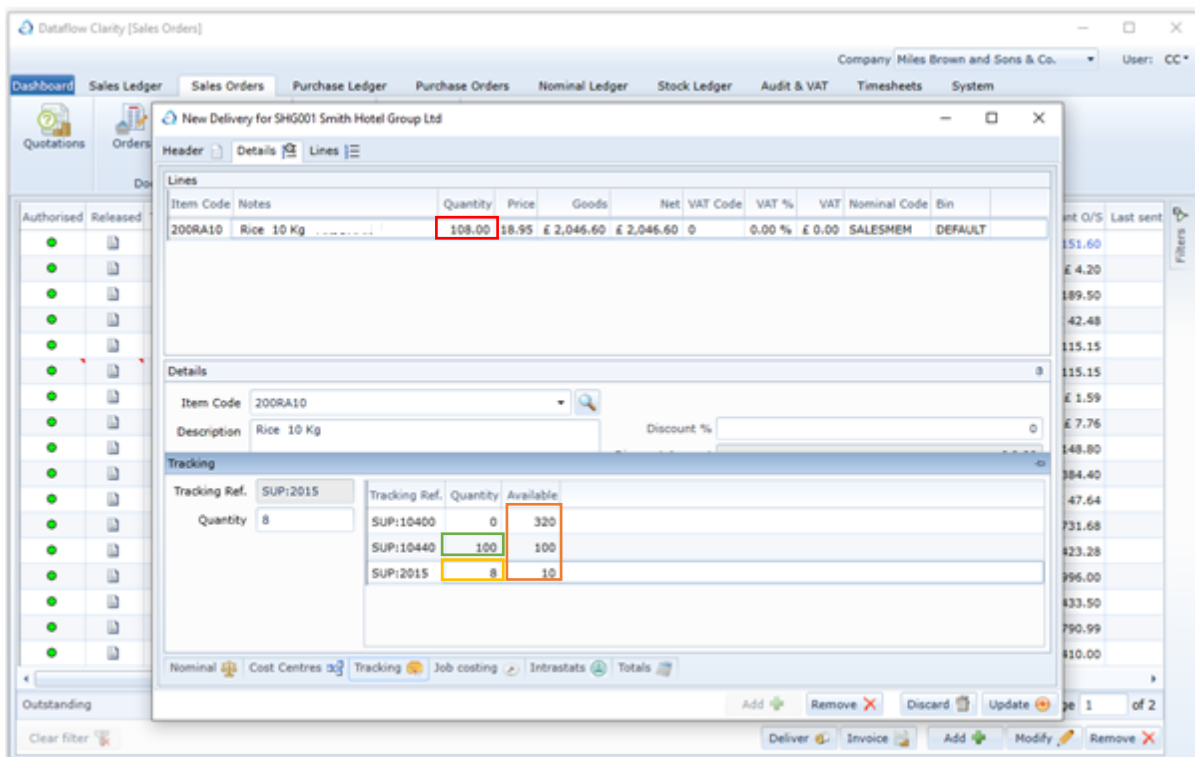 Dataflow Clarity [Sales Orders]
Company Miles Brown and Sons & Co. User: CC
Dashboard Sales Ledger Sales Orders Purchase Ledger Purchase Orders Nominal Ledger Stock Ledger Audit & VAT Timesheets System
Quotations Orders
New Delivery for SHG001 Smith Hotel Group Ltd
Header Details Lines
Lines
Item Code Notes Quantity Price Goods Net VAT Code VAT % VAT Nominal Code Bin
200RA10 Rice 10 Kg 108.00 18.95 £ 2,046.60 £ 2,046.60 0 0.00 % £ 0.00 SALESMEM DEFAULT
Authorised Released O/S Last sent
Filters
151.60
£ 4.20
189.50
42.48
115.15
115.15
£ 1.59
£ 7.76
148.80
384.40
47.64
731.68
423.28
996.00
433.50
790.99
410.00
Details
Item Code 200RA10
Description Rice 10 Kg Discount % 0
Tracking
Tracking Ref. SUP:2015
Quantity 8
Tracking Ref. Quantity Available
SUP:10400 0 320
SUP:10440 100 100
SUP:2015 8 10
Nominal Cost Centres Tracking Job costing Intrastats Totals
Add Remove Discard Update
Outstanding 1 of 2
Clear filter Deliver Invoice Add Modify Remove